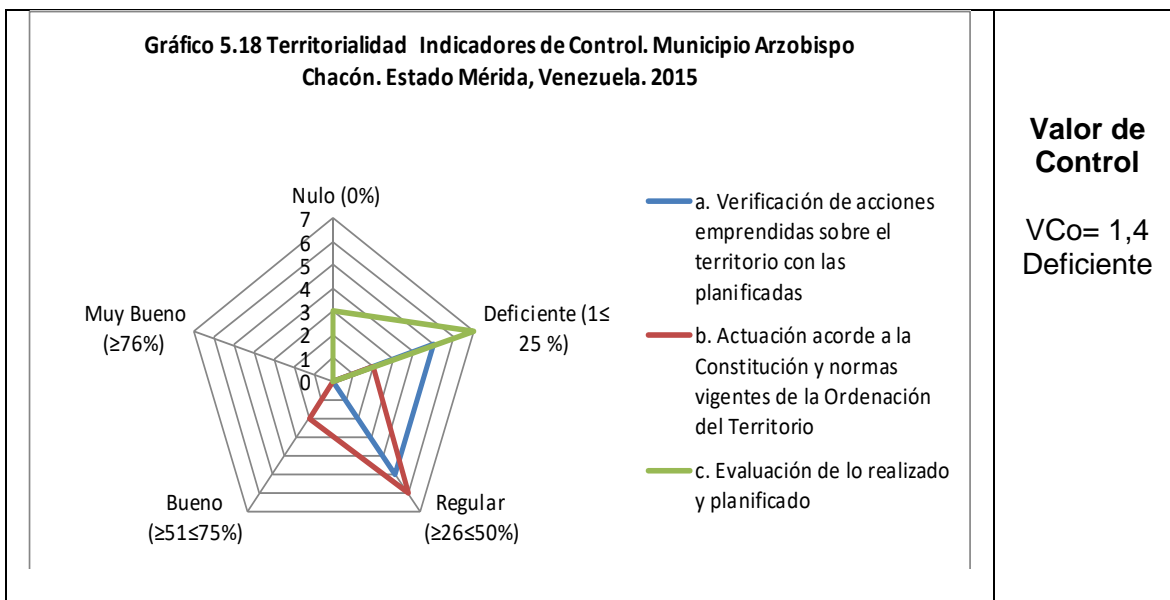 Gráfico 5.18 Territorialidad Indicadores de Control. Municipio Arzobispo
Chacón. Estado Mérida, Venezuela. 2015
Nulo (0%)
7
6
5
4
3
2
1
0
Deficiente (1≤
25 %)
Regular
(≥26≤50%)
Bueno
(≥51≤75%)
Muy Bueno
(≥76%)
a. Verificación de acciones
emprendidas sobre el
territorio con las
planificadas
b. Actuación acorde a la
Constitución y normas
vigentes de la Ordenación
del Territorio
c. Evaluación de lo realizado
y planificado
Valor de
Control
VCo= 1,4
Deficiente